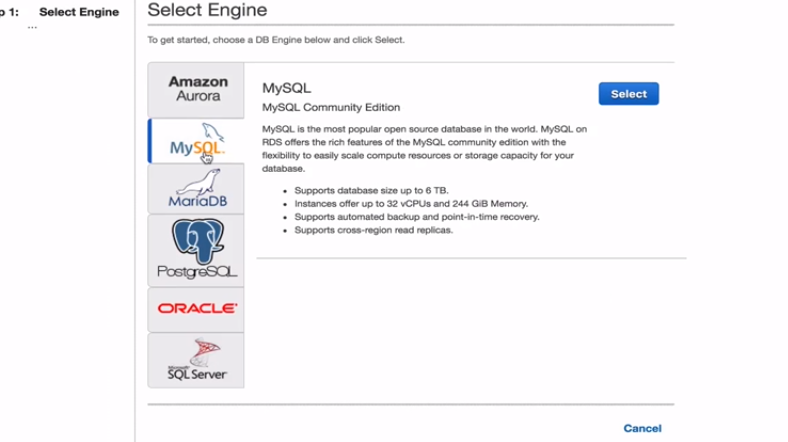 p 1: Select Engine
...
Select Engine
To get started, choose a DB Engine below and click Select.
Amazon
Aurora
MySQL
MariaDB
PostgreSQL
ORACLE
Microsoft
SQL Server
MySQL
Select
MySQL Community Edition
MySQL is the most popular open source database in the world. MySQL on
RDS offers the rich features of the MySQL community edition with the
flexibility to easily scale compute resources or storage capacity for your
database.
• Supports database size up to 6 TB.
• Instances offer up to 32 vCPUs and 244 GiB Memory.
• Supports automated backup and point-in-time recovery.
• Supports cross-region read replicas.
Cancel